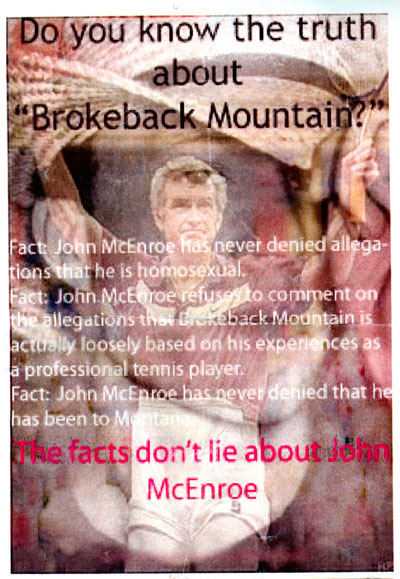 Do you know the truth
about
“Brokeback Mountain?”
Fact: John McEnroe has never denied allega-
tions that he is homosexual.
Fact: John McEnroe refuses to comment on
the allegations that Brokeback Mountain is
actually loosely based on his experiences as
a professional tennis player.
Fact: John McEnroe has never denied that he
has been to Montana.
The facts don't lie about John
McEnroe